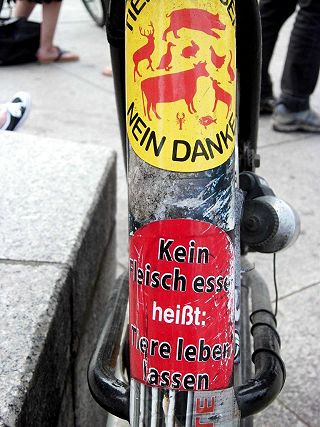 NEIN DANKE
Kein
Fleisch esse
heißt:
Tiere leben
lassen